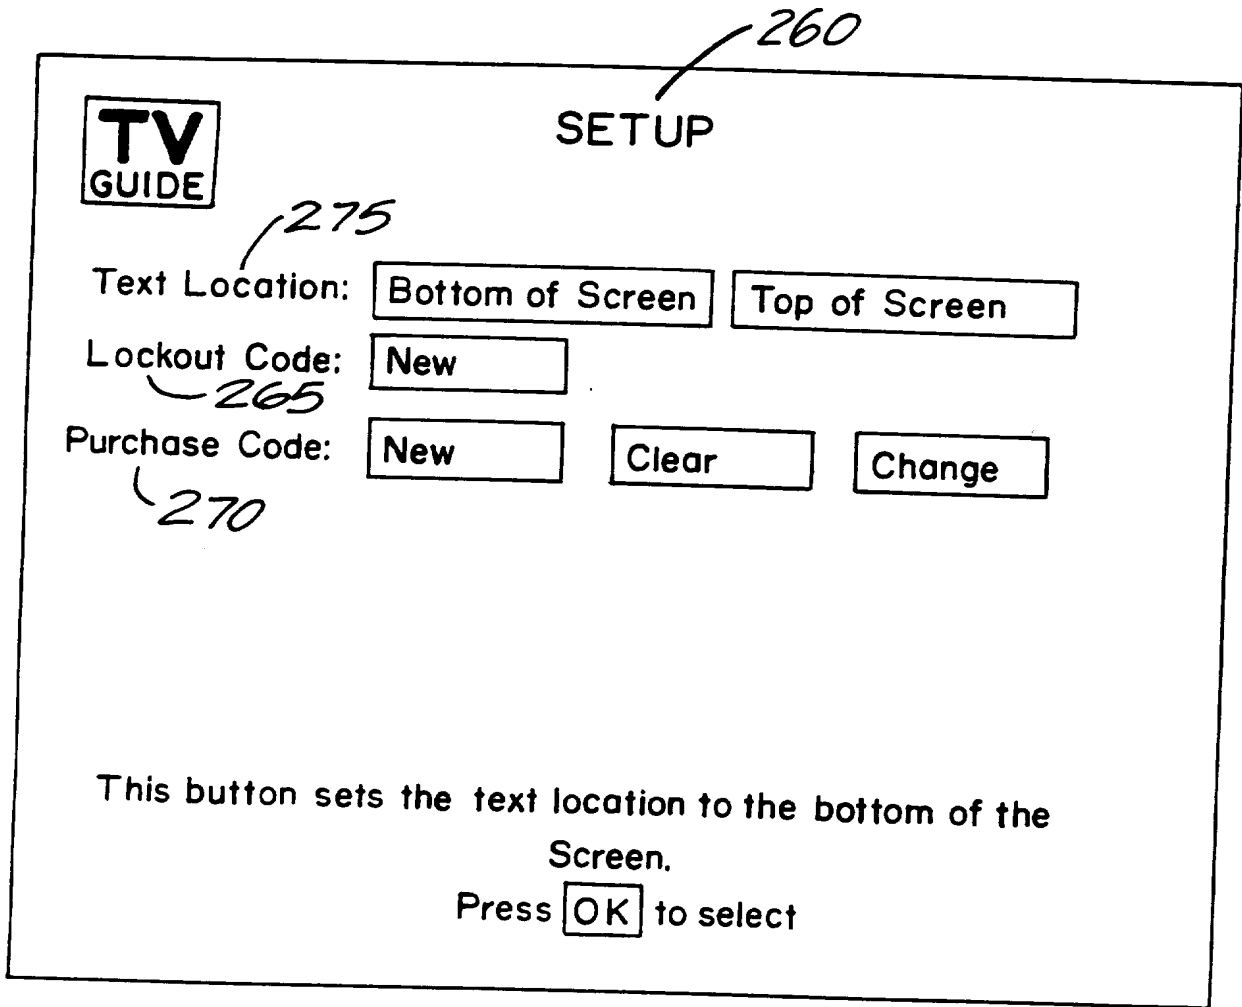 260
TV
GUIDE
SETUP
275
Text Location: Bottom of Screen Top of Screen
Lockout Code: New
265
Purchase Code: New Clear Change
270
This button sets the text location to the bottom of the
Screen.
Press OK to select